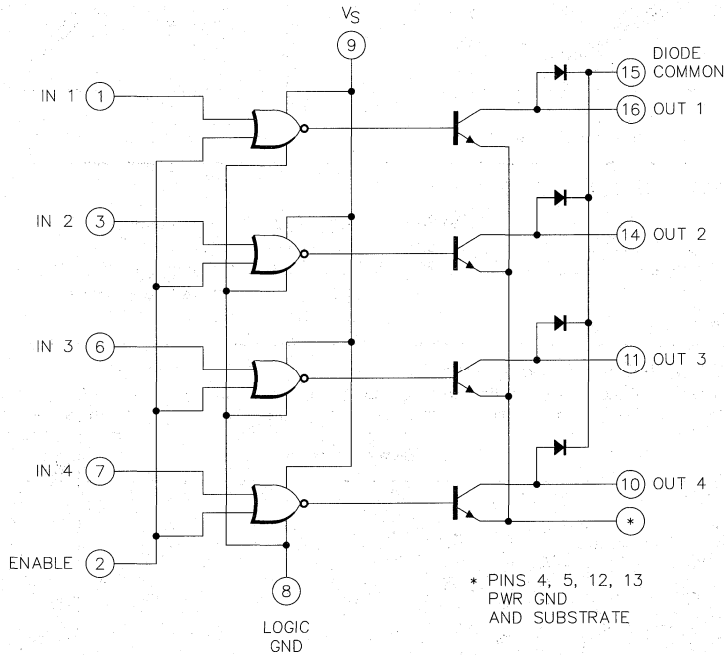 VS
9
DIODE
COMMON
15
IN 1 1
16 OUT 1
IN 2 3
14 OUT 2
IN 3 6
11 OUT 3
IN 4 7
10 OUT 4
*
ENABLE 2
8
LOGIC
GND
* PINS 4, 5, 12, 13
PWR GND
AND SUBSTRATE